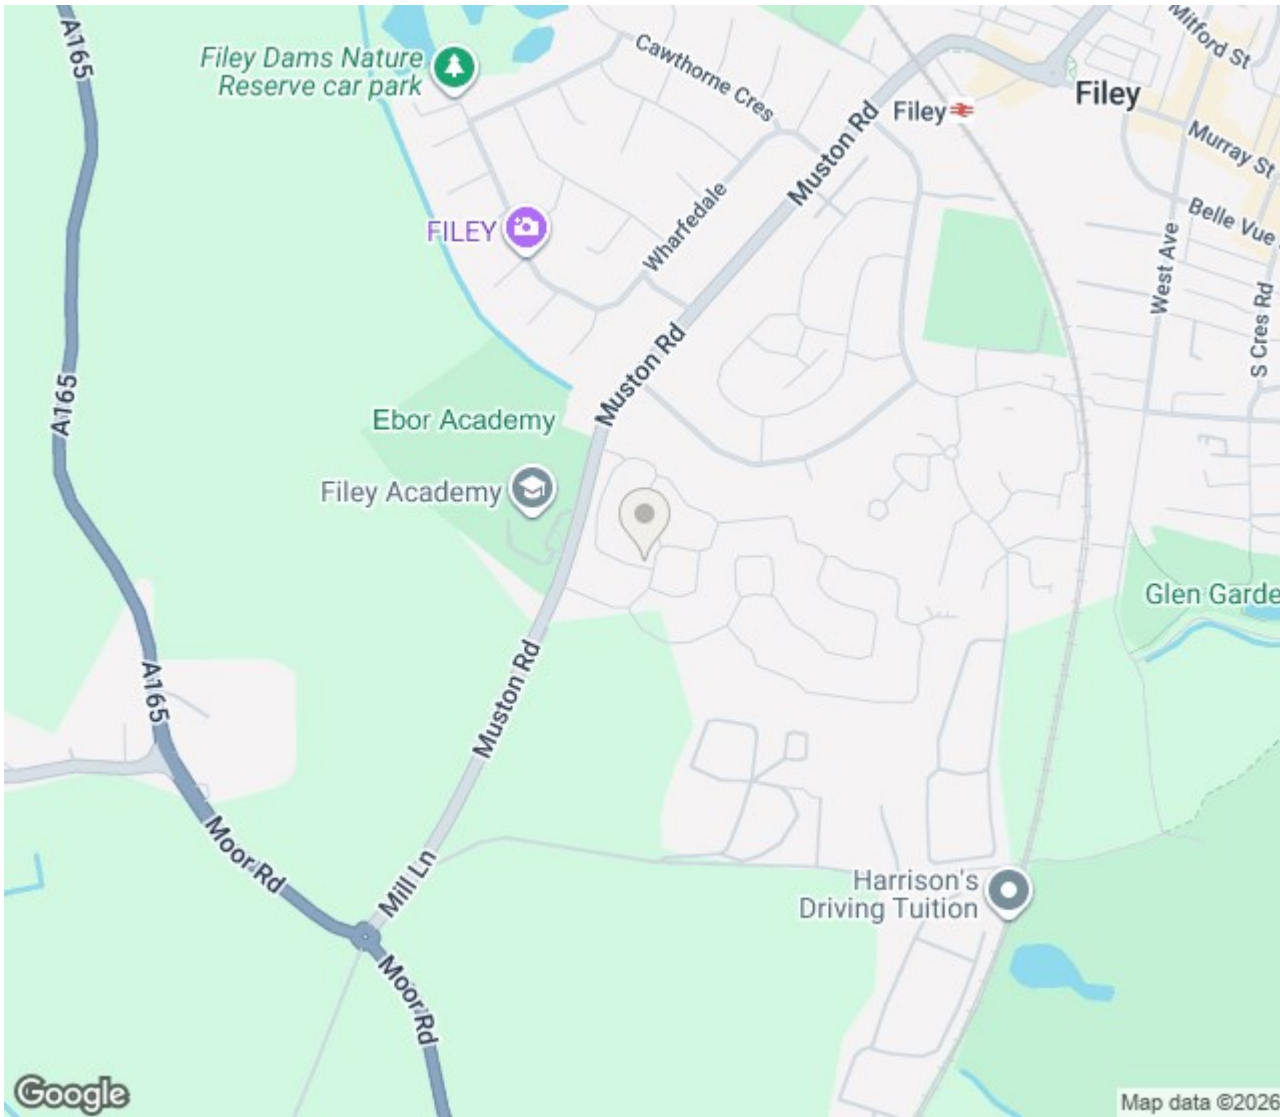 A165
Filey Dams Nature
Reserve car park
Cawthorne Cres
Mitford St
Muston Rd
Filey
Filey
Murray St
FILEY
Wharfedale
Belle Vue
West Ave
S Cres Rd
Muston Rd
A165
Ebor Academy
Filey Academy
Glen Garde
A165
Muston Rd
Moor Rd
Mill Ln
Harrison's
Driving Tuition
Moor Rd
Google
Map data ©2026